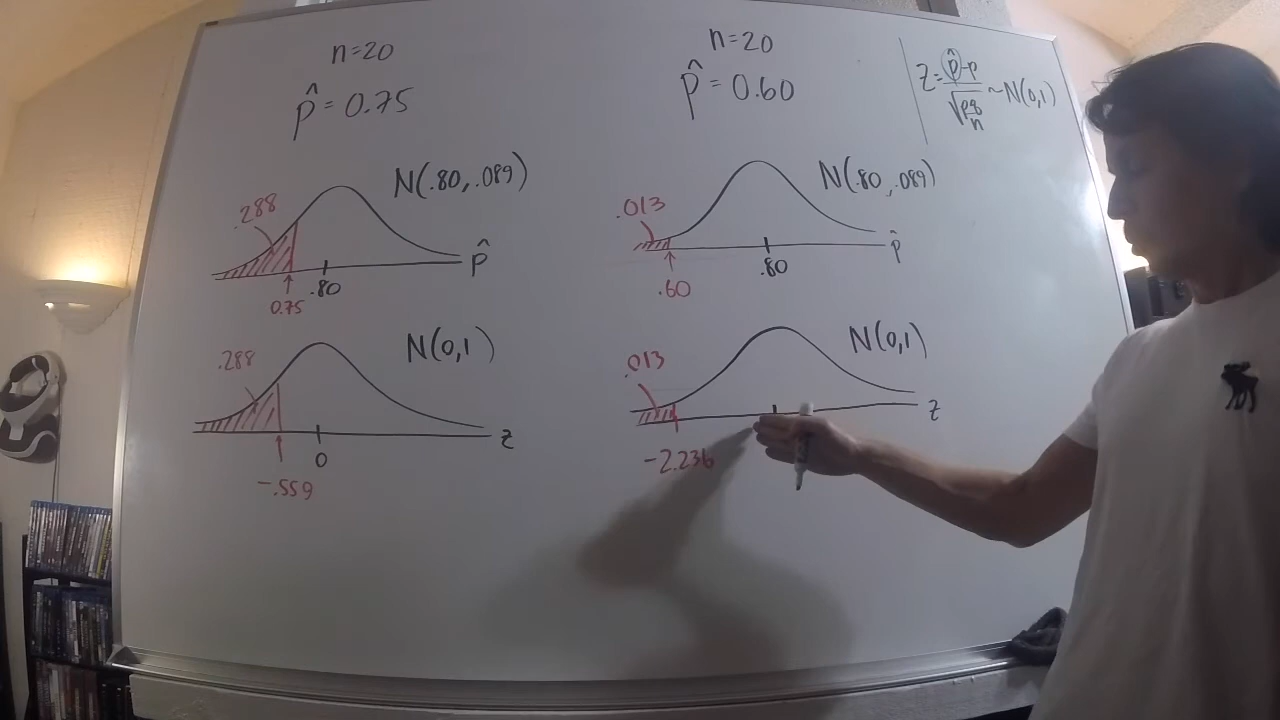 n=20
p̂ = 0.75
N(.80, .089)
.288
p̂
.80
0.75
N(0,1)
.288
z
0
-.559
n=20
p̂ = 0.60
N(.80, .089)
.013
p̂
.80
.60
N(0,1)
.013
z
-2.236
z = p̂-p / √pq/n ~ N(0,1)